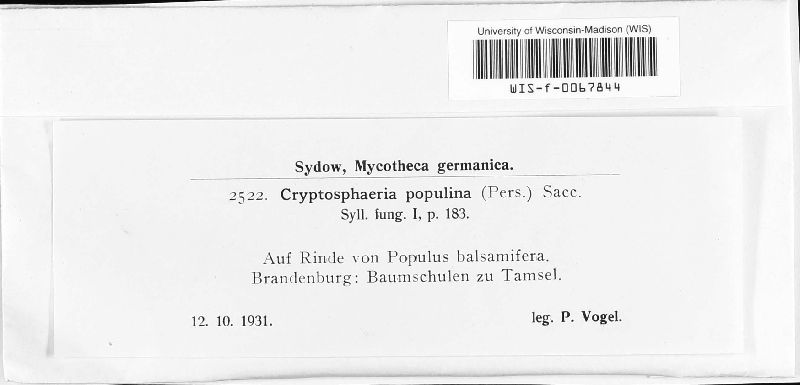 University of Wisconsin-Madison (WIS)
WIS-f-0067844
Sydow, Mycotheca germanica.
2522. Cryptosphaeria populina (Pers.) Sacc.
Syll. fung. I, p. 183.
Auf Rinde von Populus balsamifera.
Brandenburg: Baumschulen zu Tamsel.
12. 10. 1931. leg. P. Vogel.